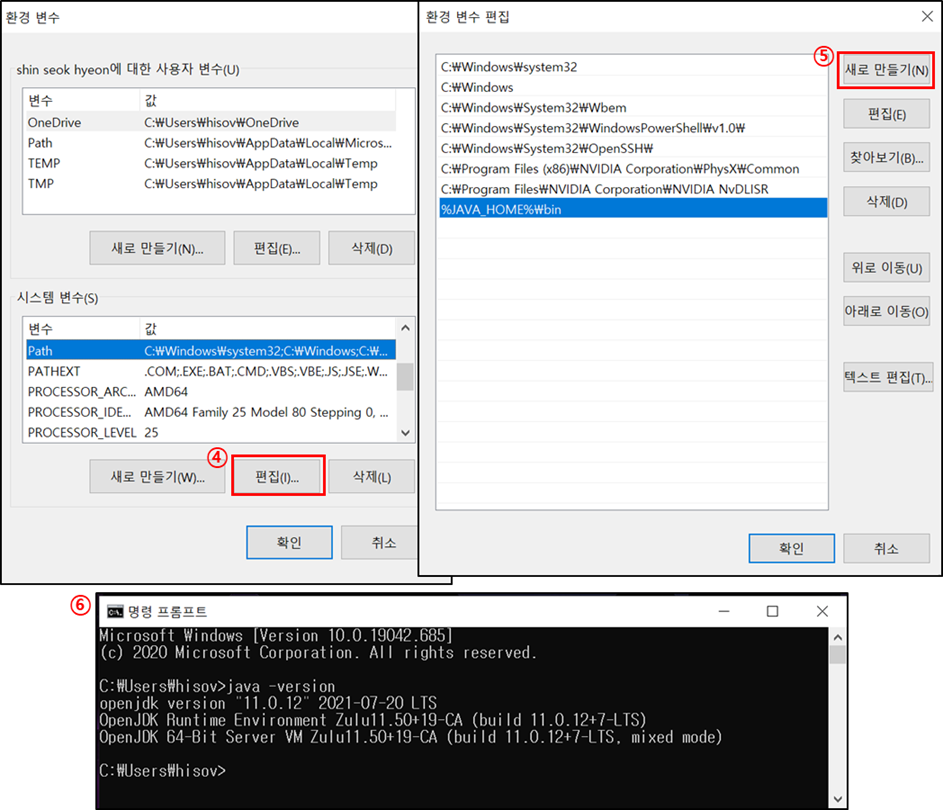 환경 변수
shin seok hyeon에 대한 사용자 변수(U)
변수 값
OneDrive C:₩Users₩hisov₩OneDrive
Path C:₩Users₩hisov₩AppData₩Local₩Micros...
TEMP C:₩Users₩hisov₩AppData₩Local₩Temp
TMP C:₩Users₩hisov₩AppData₩Local₩Temp
새로 만들기(N)... 편집(E)... 삭제(D)
시스템 변수(S)
변수 값
Path C:₩Windows₩system32;C:₩Windows;C:₩...
PATHEXT .COM;.EXE;.BAT;.CMD;.VBS;.VBE;.JS;.JSE;.W...
PROCESSOR_ARC... AMD64
PROCESSOR_IDE... AMD64 Family 25 Model 80 Stepping 0, ...
PROCESSOR_LEVEL 25
④
새로 만들기(W)... 편집(I)... 삭제(L)
확인 취소
환경 변수 편집
⑤
C:₩Windows₩system32
C:₩Windows
C:₩Windows₩System32₩Wbem
C:₩Windows₩System32₩WindowsPowerShell₩v1.0₩
C:₩Windows₩System32₩OpenSSH₩
C:₩Program Files (x86)₩NVIDIA Corporation₩PhysX₩Common
C:₩Program Files₩NVIDIA Corporation₩NVIDIA NvDLISR
%JAVA_HOME%₩bin
새로 만들기(N)
편집(E)
찾아보기(B)...
삭제(D)
위로 이동(U)
아래로 이동(O)
텍스트 편집(T)...
확인 취소
⑥
명령 프롬프트
Microsoft Windows [Version 10.0.19042.685]
(c) 2020 Microsoft Corporation. All rights reserved.
C:₩Users₩hisov>java -version
openjdk version "11.0.12" 2021-07-20 LTS
OpenJDK Runtime Environment Zulu11.50+19-CA (build 11.0.12+7-LTS)
OpenJDK 64-Bit Server VM Zulu11.50+19-CA (build 11.0.12+7-LTS, mixed mode)
C:₩Users₩hisov>